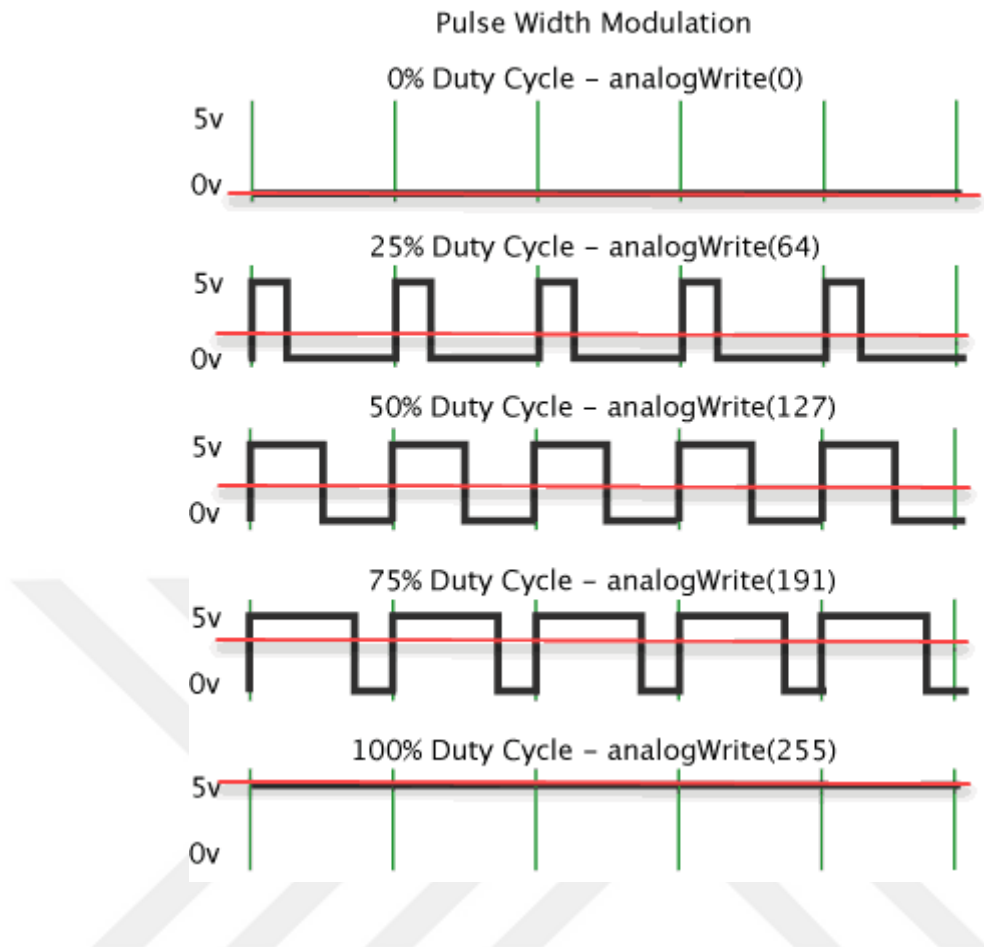 Pulse Width Modulation
0% Duty Cycle – analogWrite(0)
5v
0v
25% Duty Cycle – analogWrite(64)
5v
0v
50% Duty Cycle – analogWrite(127)
5v
0v
75% Duty Cycle – analogWrite(191)
5v
0v
100% Duty Cycle – analogWrite(255)
5v
0v